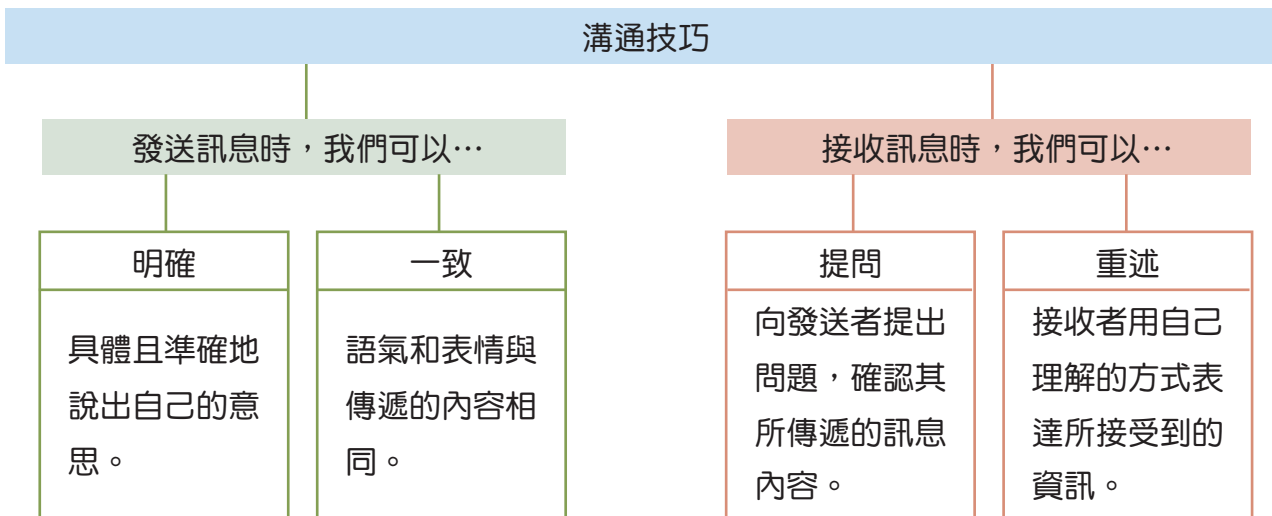 溝通技巧
發送訊息時，我們可以…
明確
具體且準確地
說出自己的意
思。
一致
語氣和表情與
傳遞的內容相
同。
接收訊息時，我們可以…
提問
向發送者提出
問題，確認其
所傳遞的訊息
內容。
重述
接收者用自己
理解的方式表
達所接受到的
資訊。